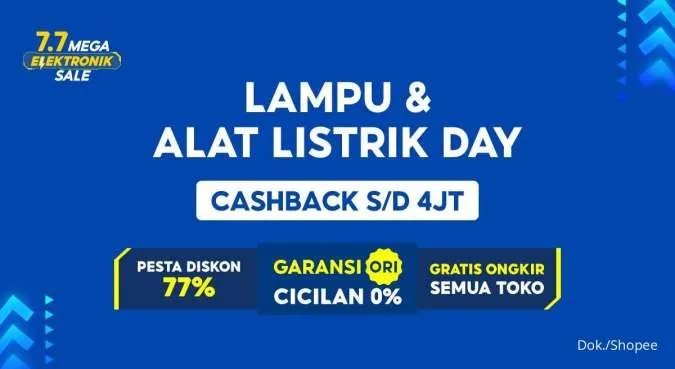 7.7 MEGA
ELEKTRONIK
SALE
LAMPU &
ALAT LISTRIK DAY
CASHBACK S/D 4JT
PESTA DISKON
77%
GARANSI ORI
CICILAN 0%
GRATIS ONGKIR
SEMUA TOKO
Dok./Shopee